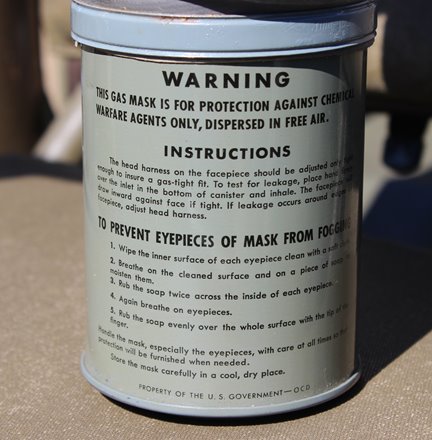 WARNING
THIS GAS MASK IS FOR PROTECTION AGAINST CHEMICAL
WARFARE AGENTS ONLY, DISPERSED IN FREE AIR.
INSTRUCTIONS
The head harness on the facepiece should be adjusted only
enough to insure a gas-tight fit. To test for leakage, place hand
over the inlet in the bottom of canister and inhale. The facepiece
draw inward against face if tight. If leakage occurs around edges
facepiece, adjust head harness.
TO PREVENT EYEPIECES OF MASK FROM FOGGING
1. Wipe the inner surface of each eyepiece clean with a soft
2. Breathe on the cleaned surface and on a piece of soap
moisten them.
3. Rub the soap twice across the inside of each eyepiece.
4. Again breathe on eyepieces.
5. Rub the soap evenly over the whole surface with the tip of
finger.
Handle the mask, especially the eyepieces, with care at all times
protection will be furnished when needed.
Store the mask carefully in a cool, dry place.
PROPERTY OF THE U. S. GOVERNMENT—OCD